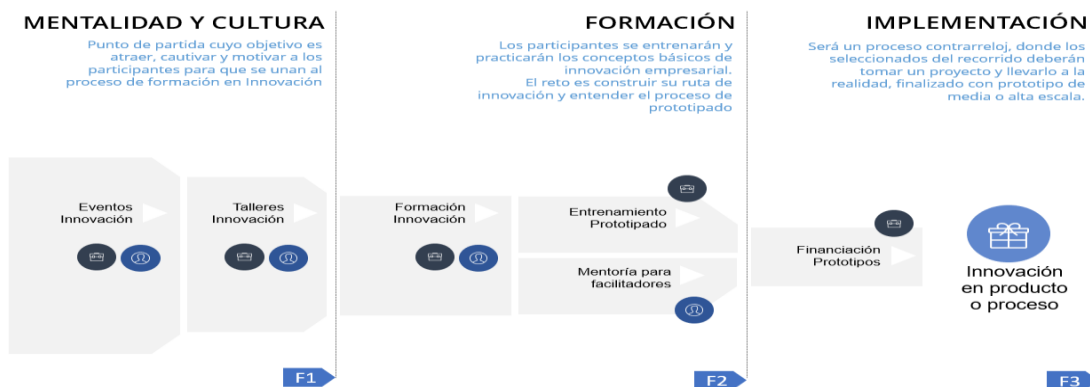 MENTALIDAD Y CULTURA
Punto de partida cuyo objetivo es
atraer, cautivar y motivar a los
participantes para que se unan al
proceso de formación en Innovación
Eventos
Innovación
Talleres
Innovación
F1
FORMACIÓN
Los participantes se entrenarán y
practicarán los conceptos básicos de
innovación empresarial.
El reto es construir su ruta de
innovación y entender el proceso de
prototipado
Formación
Innovación
Entrenamiento
Prototipado
Mentoría para
facilitadores
F2
IMPLEMENTACIÓN
Será un proceso contrarreloj, donde los
seleccionados del recorrido deberán
tomar un proyecto y llevarlo a la
realidad, finalizado con prototipo de
media o alta escala.
Financiación
Prototipos
Innovación
en producto
o proceso
F3